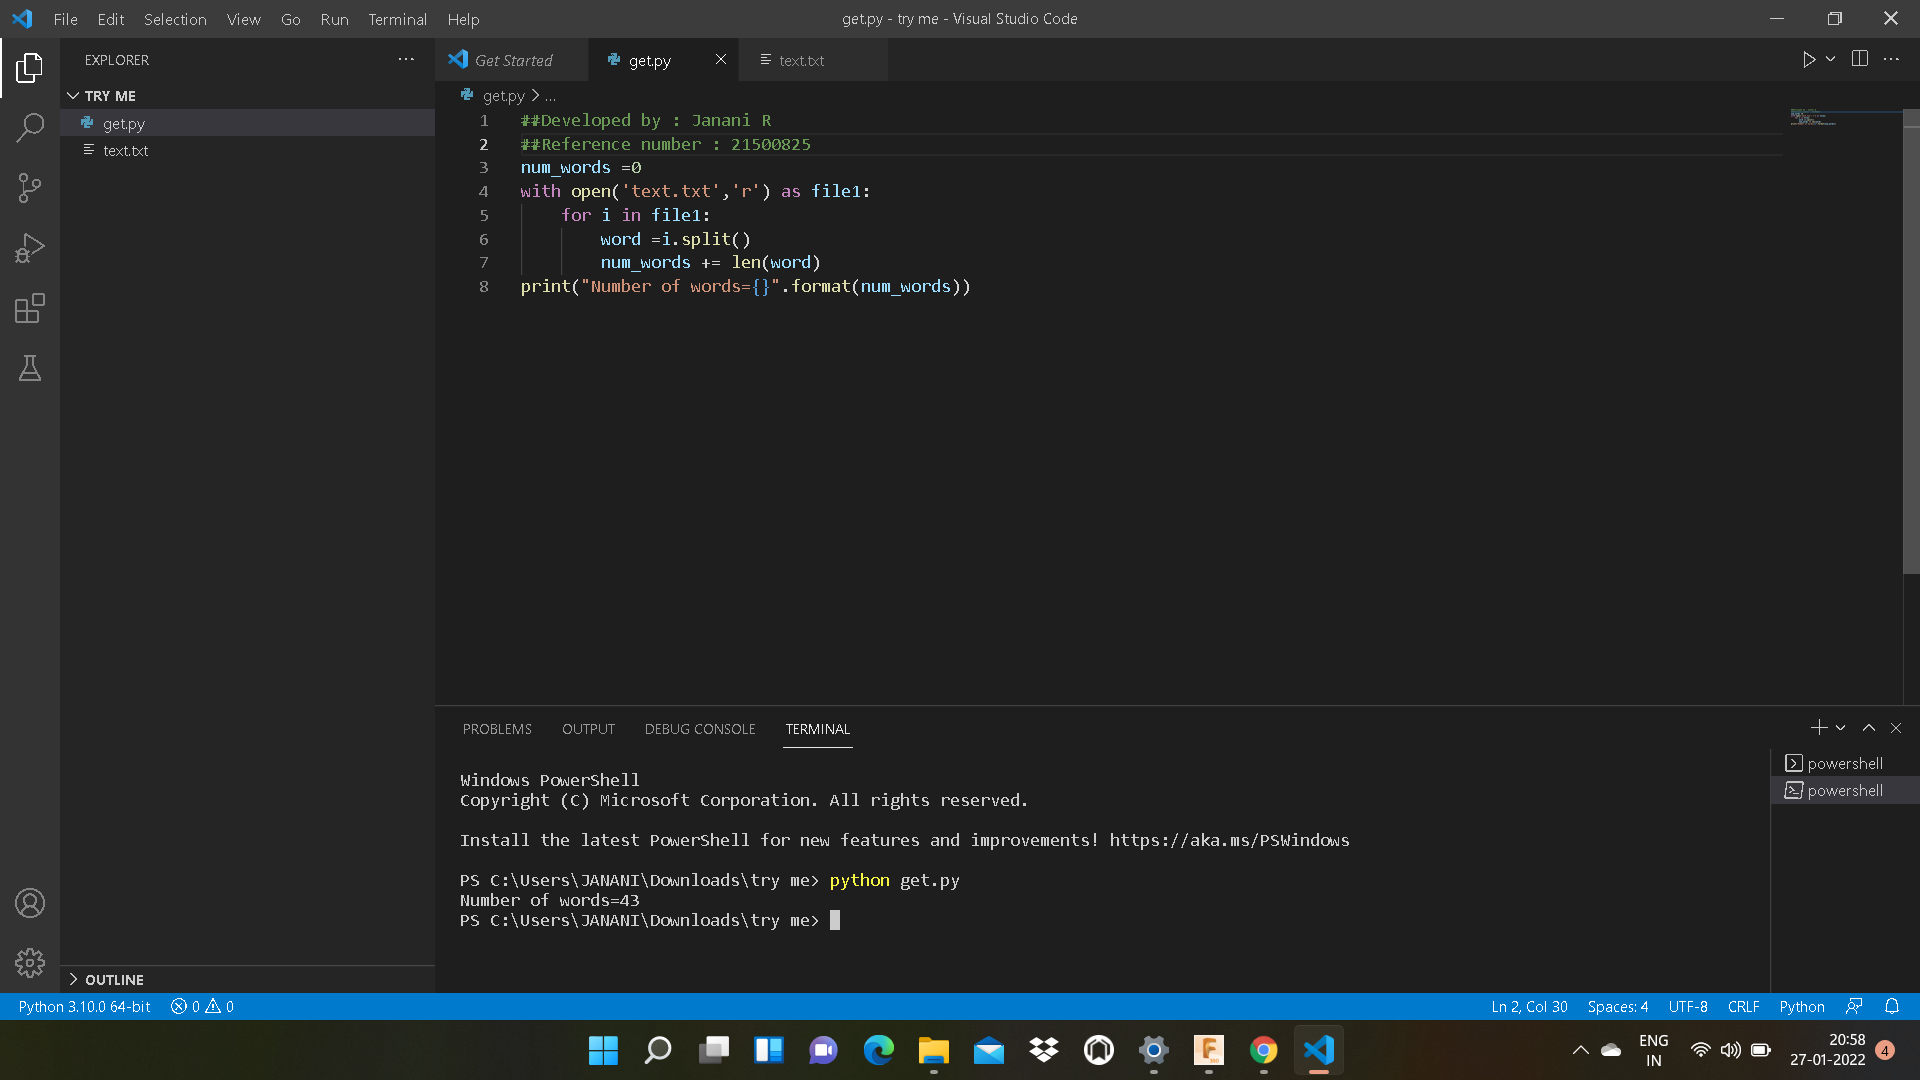 File Edit Selection View Go Run Terminal Help
get.py - try me - Visual Studio Code
EXPLORER
TRY ME
get.py
text.txt
OUTLINE
Get Started
get.py
text.txt
get.py > ...
1 ##Developed by : Janani R
2 ##Reference number : 21500825
3 num_words =0
4 with open('text.txt','r') as file1:
5 for i in file1:
6 word =i.split()
7 num_words += len(word)
8 print("Number of words={}".format(num_words))
PROBLEMS OUTPUT DEBUG CONSOLE TERMINAL
Windows PowerShell
Copyright (C) Microsoft Corporation. All rights reserved.
Install the latest PowerShell for new features and improvements! https://aka.ms/PSWindows
PS C:\Users\JANANI\Downloads\try me> python get.py
Number of words=43
PS C:\Users\JANANI\Downloads\try me>
powershell
powershell
Python 3.10.0 64-bit 0 0
Ln 2, Col 30 Spaces: 4 UTF-8 CRLF Python
ENG
IN
20:58
27-01-2022
4